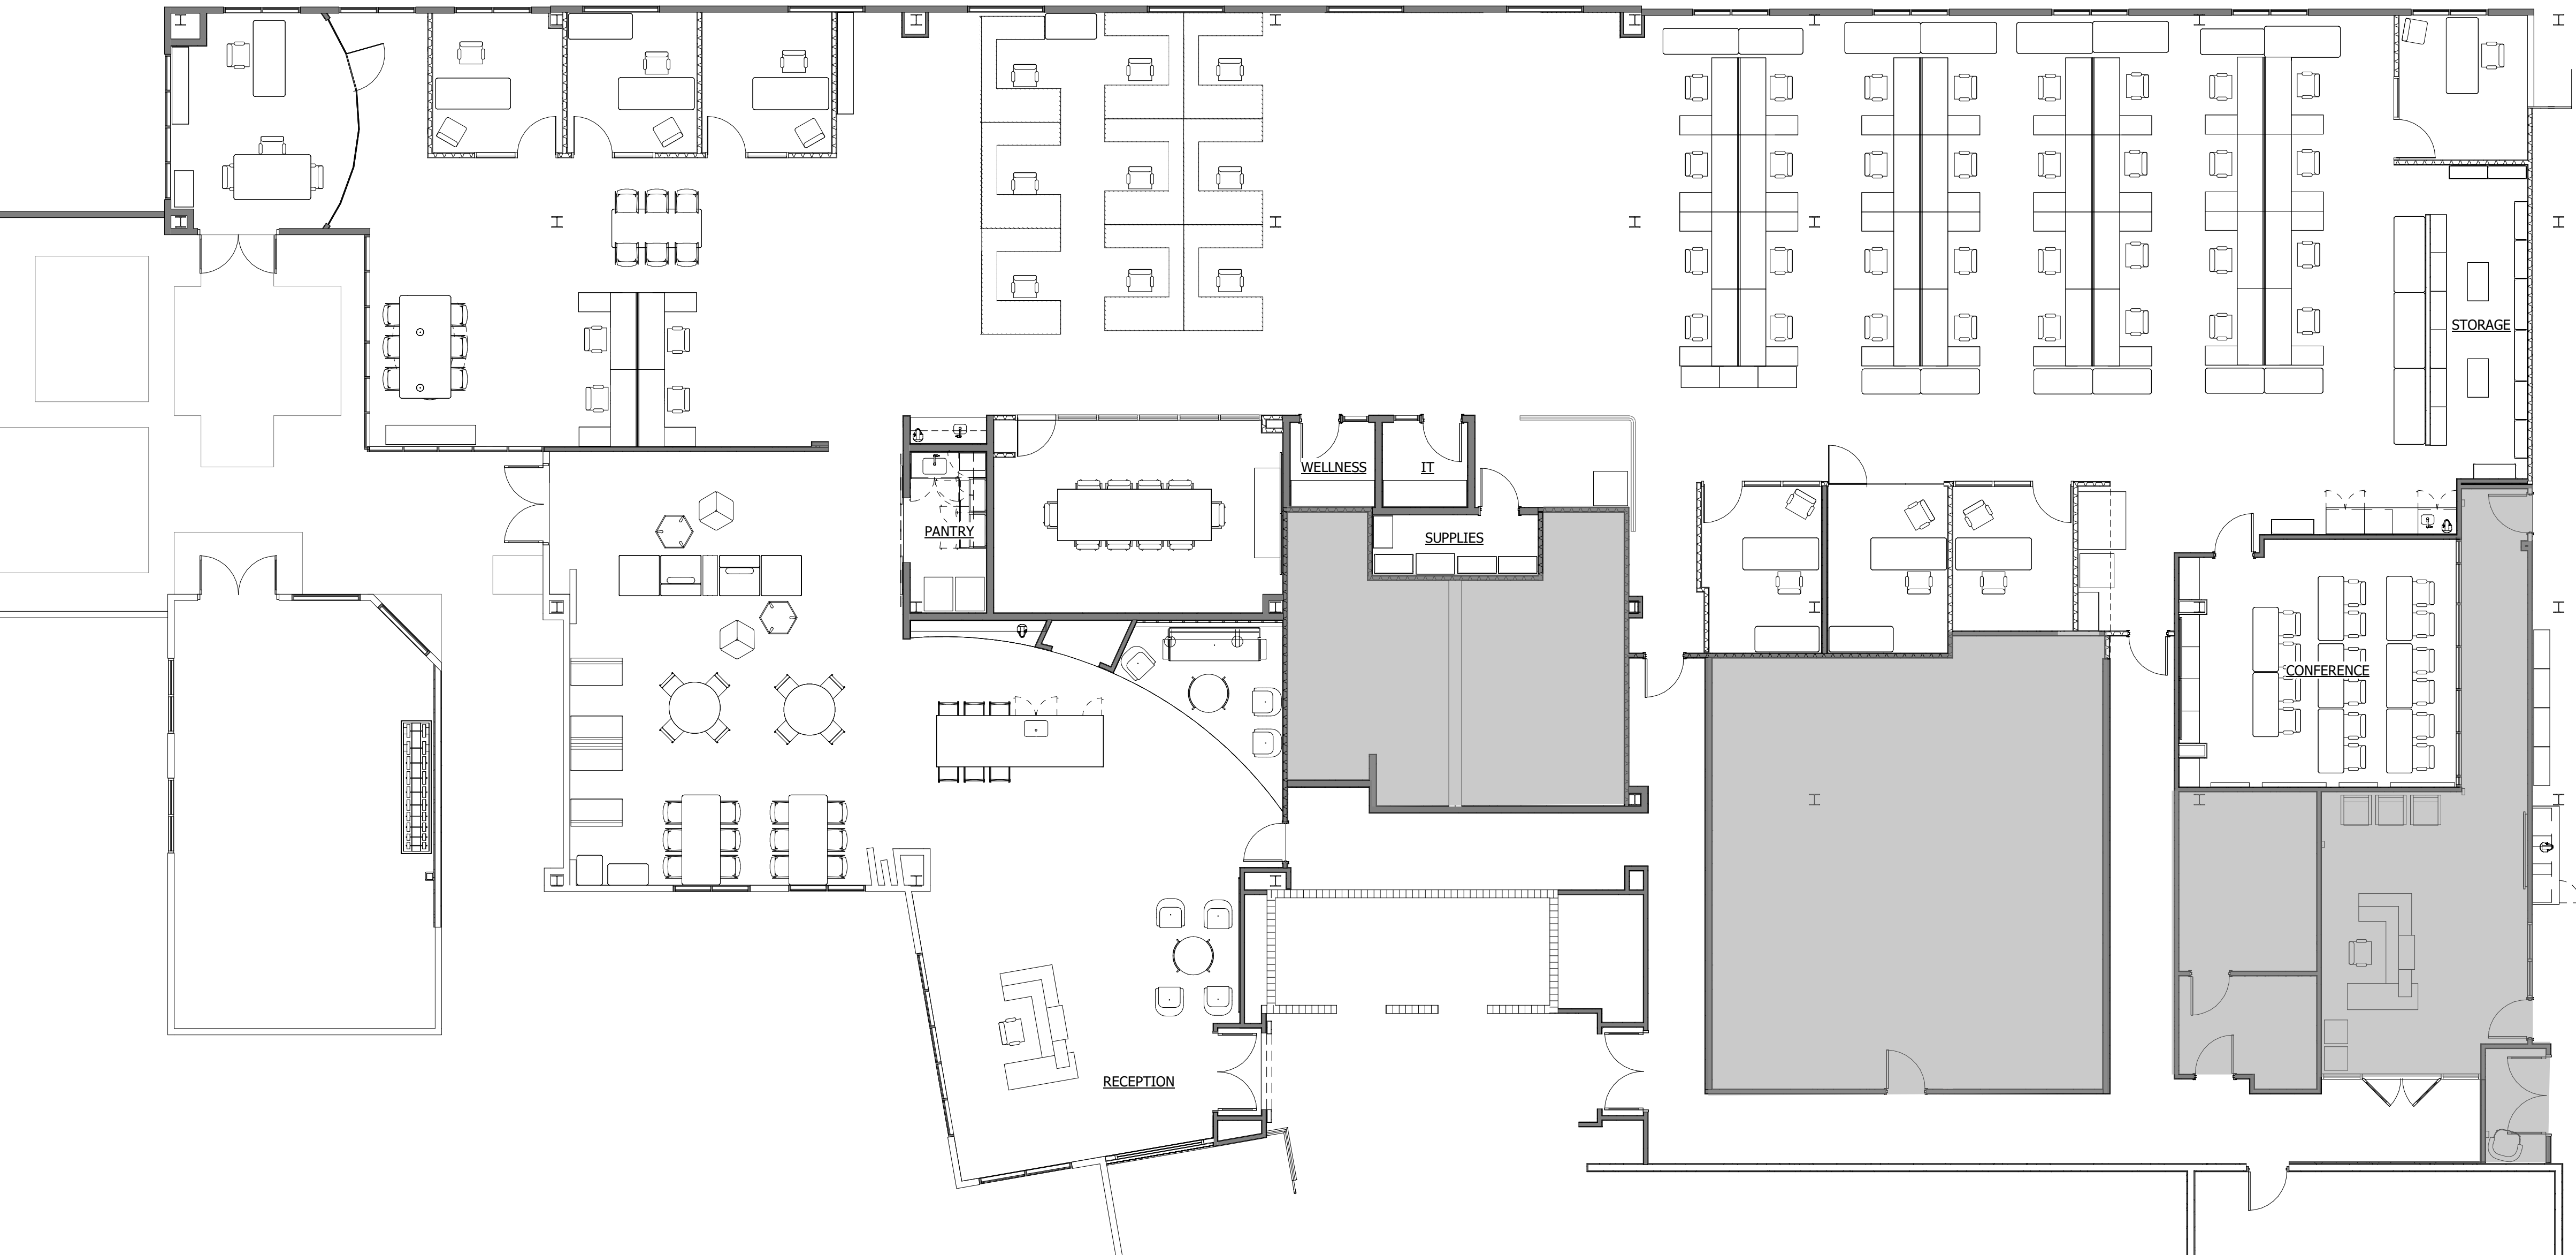 STORAGE
WELLNESS
IT
PANTRY
SUPPLIES
CONFERENCE
RECEPTION